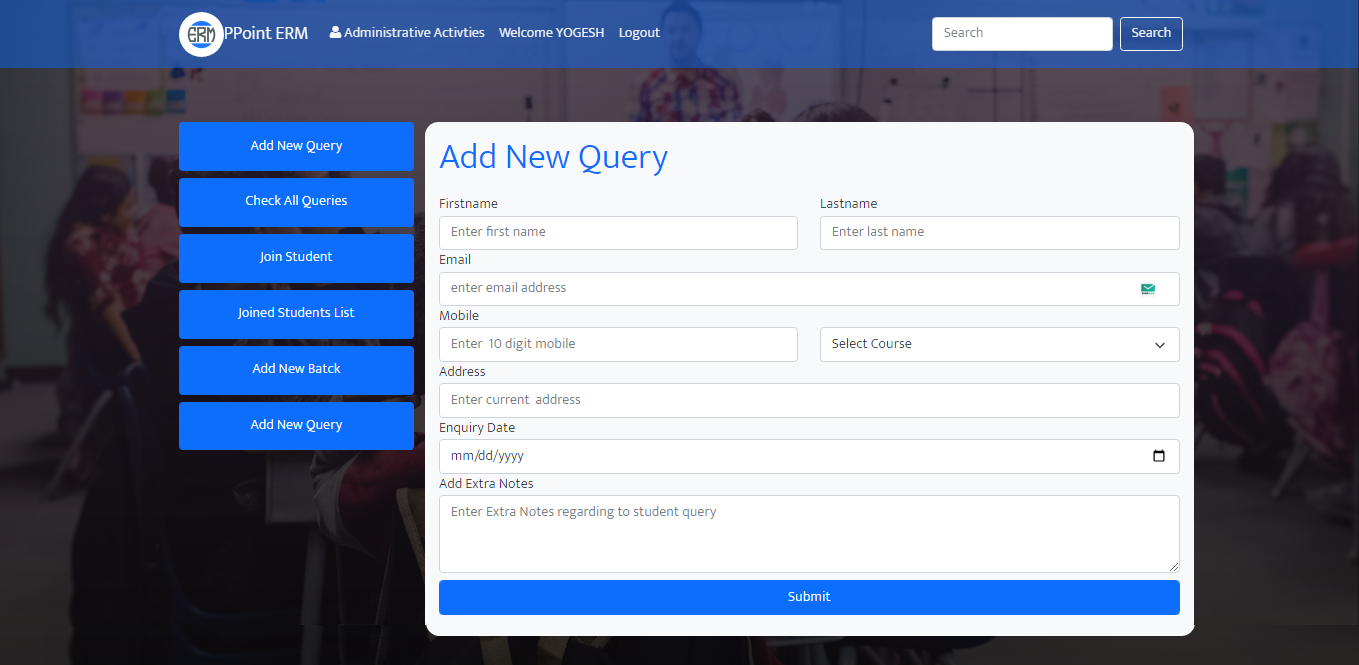 ERM PPoint ERM Administrative Activties Welcome YOGESH Logout Search Search
Add New Query
Check All Queries
Join Student
Joined Students List
Add New Batck
Add New Query
Add New Query
Firstname Lastname
Enter first name Enter last name
Email
enter email address
Mobile
Enter 10 digit mobile Select Course
Address
Enter current address
Enquiry Date
mm/dd/yyyy
Add Extra Notes
Enter Extra Notes regarding to student query
Submit